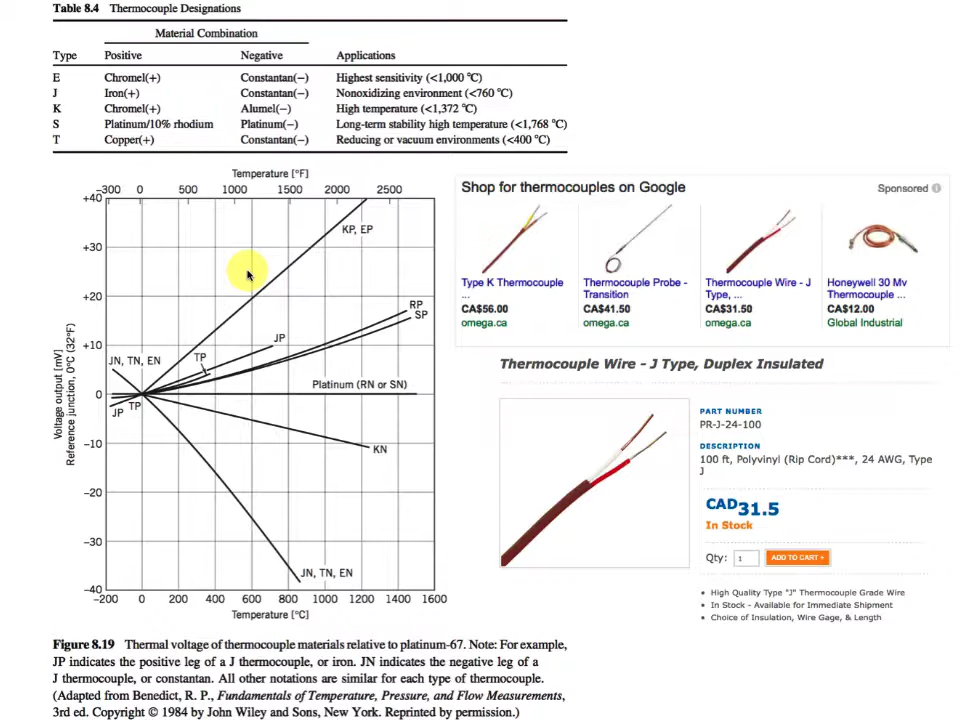 Table 8.4 Thermocouple Designations
Material Combination
Type Positive Negative Applications
E Chromel(+) Constantan(−) Highest sensitivity (<1,000 °C)
J Iron(+) Constantan(−) Nonoxidizing environment (<760 °C)
K Chromel(+) Alumel(−) High temperature (<1,372 °C)
S Platinum/10% rhodium Platinum(−) Long-term stability high temperature (<1,768 °C)
T Copper(+) Constantan(−) Reducing or vacuum environments (<400 °C)
Temperature [°F]
−300 0 500 1000 1500 2000 2500
+40
+30
+20
+10
0
−10
−20
−30
−40
Voltage output [mV]
Reference junction, 0°C (32°F)
KP, EP
RP
SP
JP
TP
JN, TN, EN
Platinum (RN or SN)
TP
JP
KN
JN, TN, EN
−200 0 200 400 600 800 1000 1200 1400 1600
Temperature [°C]
Figure 8.19 Thermal voltage of thermocouple materials relative to platinum-67. Note: For example,
JP indicates the positive leg of a J thermocouple, or iron. JN indicates the negative leg of a
J thermocouple, or constantan. All other notations are similar for each type of thermocouple.
(Adapted from Benedict, R. P., Fundamentals of Temperature, Pressure, and Flow Measurements,
3rd ed. Copyright © 1984 by John Wiley and Sons, New York. Reprinted by permission.)
Shop for thermocouples on Google
Sponsored
Type K Thermocouple
...
CA$56.00
omega.ca
Thermocouple Probe -
Transition
CA$41.50
omega.ca
Thermocouple Wire - J
Type, ...
CA$31.50
omega.ca
Honeywell 30 Mv
Thermocouple ...
CA$12.00
Global Industrial
Thermocouple Wire - J Type, Duplex Insulated
PART NUMBER
PR-J-24-100
DESCRIPTION
100 ft, Polyvinyl (Rip Cord)***, 24 AWG, Type
J
CAD31.5
In Stock
Qty: 1 ADD TO CART
• High Quality Type "J" Thermocouple Grade Wire
• In Stock - Available for Immediate Shipment
• Choice of Insulation, Wire Gage, & Length